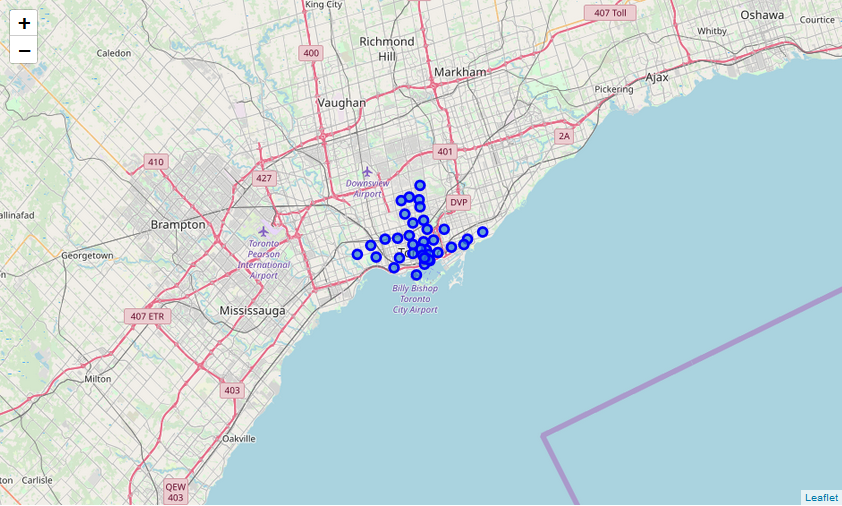 King City
407 Toll
Oshawa
Courtice
+
−
Whitby
Richmond
Hill
400
Caledon
Markham
Ajax
Pickering
Vaughan
2A
401
410
427
Downsview
Airport
DVP
allinafad
Brampton
Toronto
Pearson
International
Airport
Georgetown
To
Billy Bishop
Toronto
City Airport
Mississauga
407 ETR
Milton
403
Oakville
ton
Carlisle
QEW
403
Leaflet